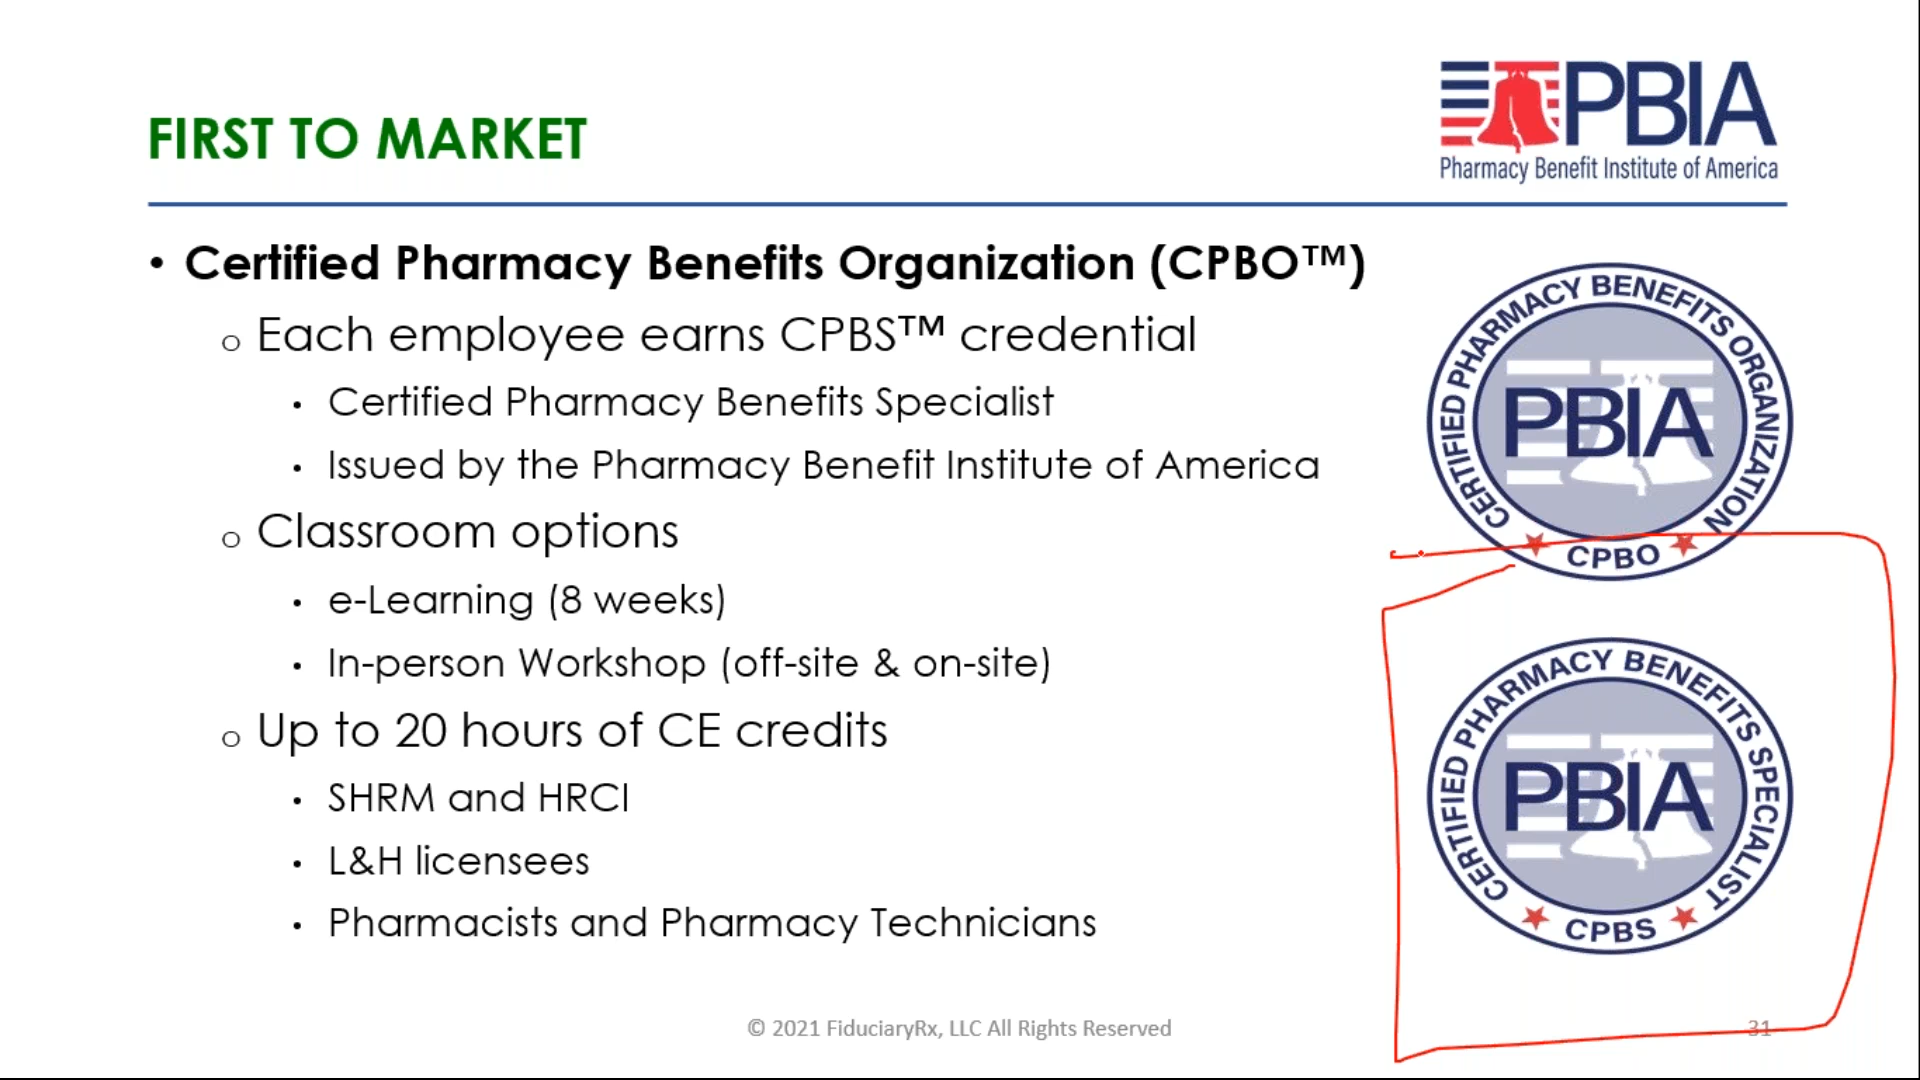 FIRST TO MARKET
PBIA
Pharmacy Benefit Institute of America
• Certified Pharmacy Benefits Organization (CPBO™)
o Each employee earns CPBS™ credential
• Certified Pharmacy Benefits Specialist
• Issued by the Pharmacy Benefit Institute of America
o Classroom options
• e-Learning (8 weeks)
• In-person Workshop (off-site & on-site)
o Up to 20 hours of CE credits
• SHRM and HRCI
• L&H licensees
• Pharmacists and Pharmacy Technicians
CERTIFIED PHARMACY BENEFITS ORGANIZATION
PBIA
CPBO
CERTIFIED PHARMACY BENEFITS SPECIALIST
PBIA
CPBS
© 2021 FiduciaryRx, LLC All Rights Reserved
31